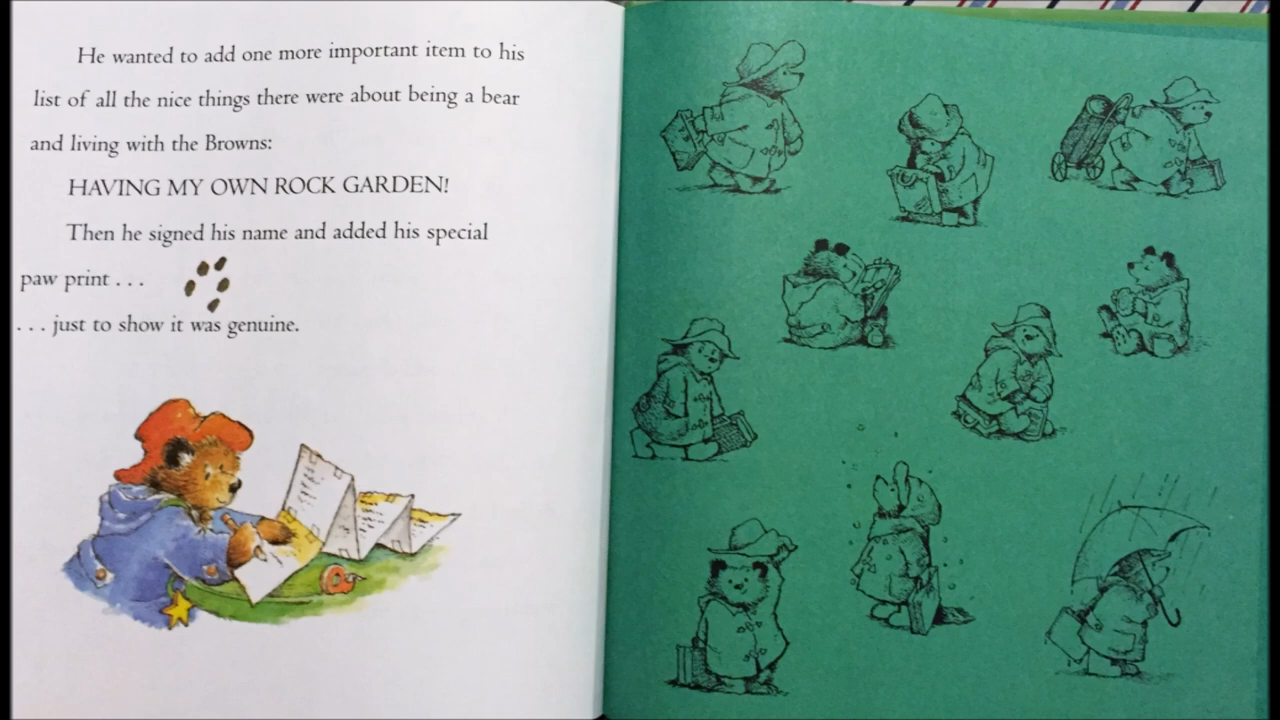 He wanted to add one more important item to his
list of all the nice things there were about being a bear
and living with the Browns:
HAVING MY OWN ROCK GARDEN!
Then he signed his name and added his special
paw print . . .
. . . just to show it was genuine.